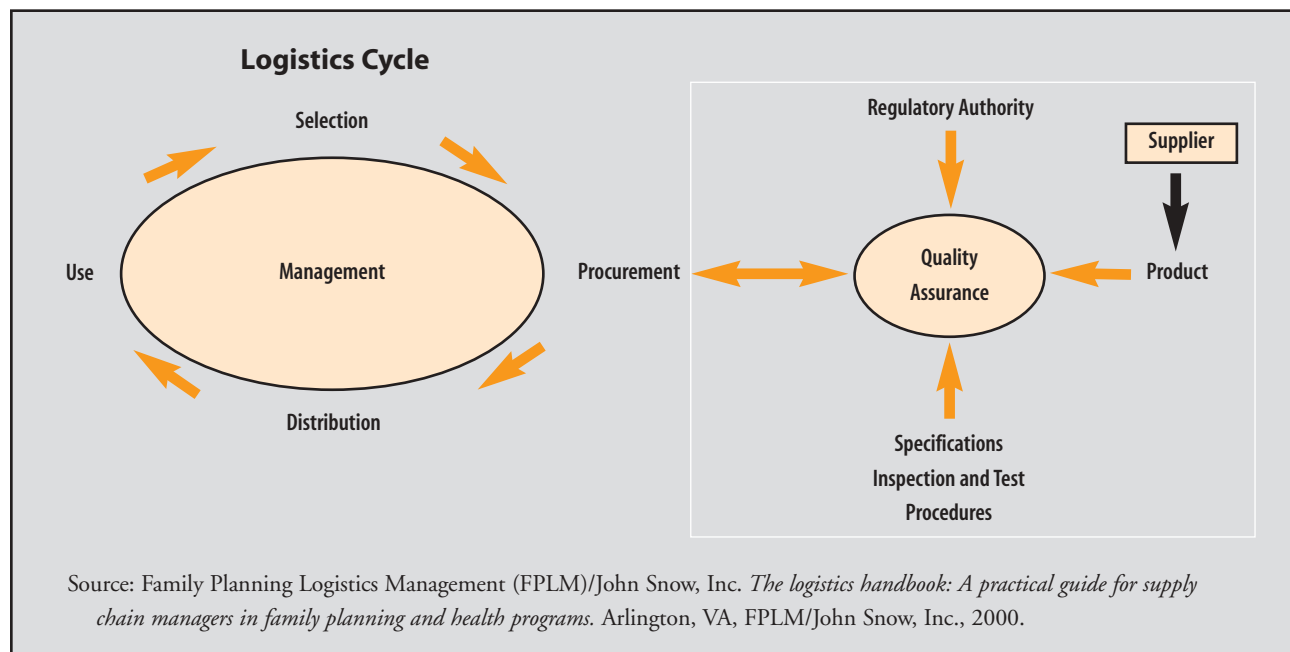 Logistics Cycle
Selection
Use
Management
Procurement
Distribution
Regulatory Authority
Supplier
Quality
Assurance
Product
Specifications
Inspection and Test
Procedures
Source: Family Planning Logistics Management (FPLM)/John Snow, Inc. The logistics handbook: A practical guide for supply
chain managers in family planning and health programs. Arlington, VA, FPLM/John Snow, Inc., 2000.